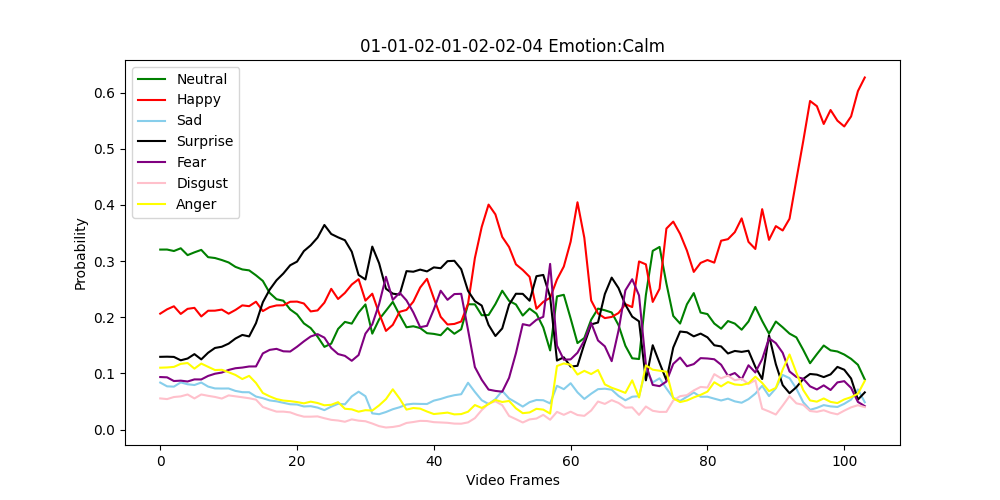 01-01-02-01-02-02-04 Emotion:Calm
Neutral
Happy
Sad
Surprise
Fear
Disgust
Anger
Probability
0.6
0.5
0.4
0.3
0.2
0.1
0.0
0 20 40 60 80 100
Video Frames